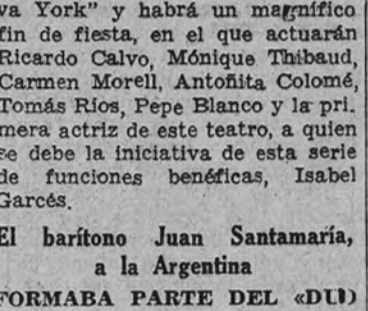 va York” y habrá un magnífico
fin de fiesta, en el que actuarán
Ricardo Calvo, Mónique Thibaud,
Carmen Morell, Antoñita Colomé,
Tomás Rios, Pepe Blanco y la pri.
mera actriz de este teatro, a quien
se debe la iniciativa de esta serie
de funciones benéficas, Isabel
Garcés.
El barítono Juan Santamaría,
a la Argentina
FORMABA PARTE DEL